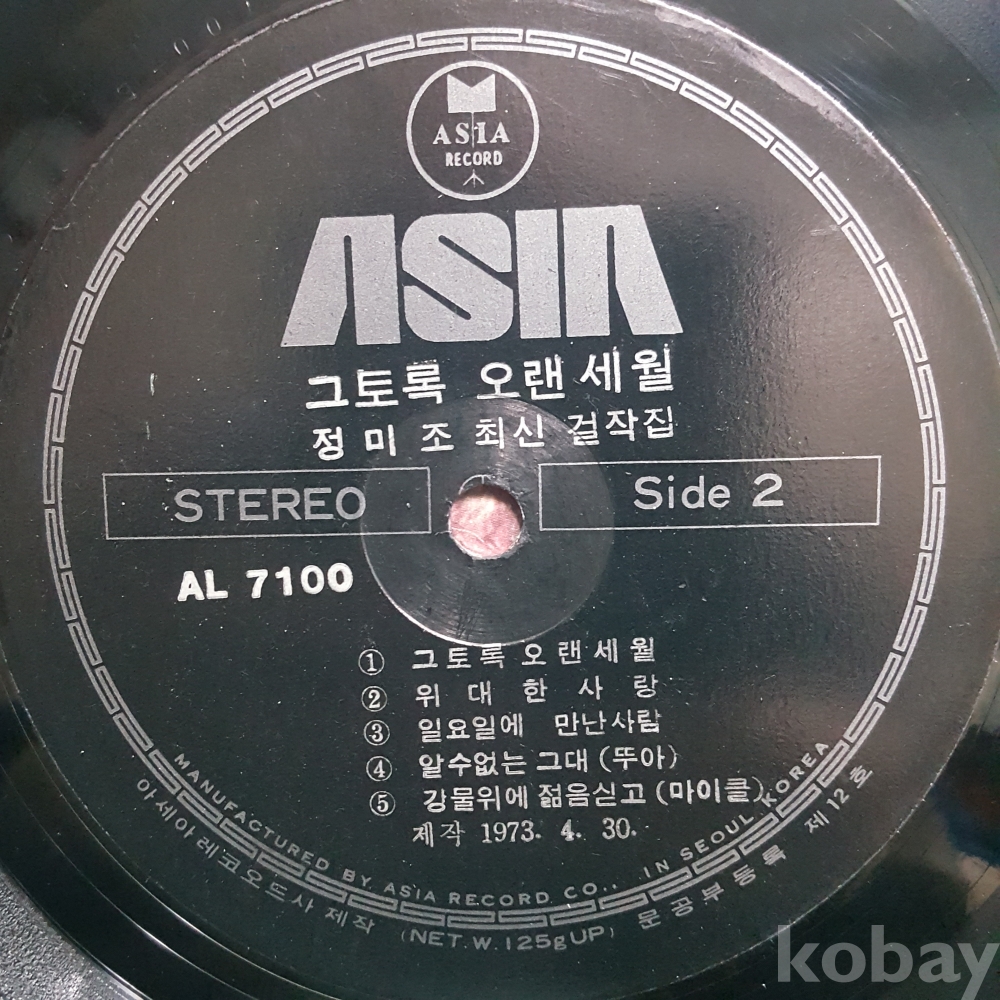 ASIA
RECORD
ASIA
그토록 오랜 세월
정미조 최신 걸작집
STEREO
Side 2
AL 7100
① 그토록 오랜세월
② 위대한사랑
③ 일요일에 만난사람
④ 알수없는 그대 (뚜아)
⑤ 강물위에 젊음싣고 (마이클)
제작 1973. 4. 30.
MANUFACTURED BY ASIA RECORD CO., IN SEOUL KOREA
아세아레코오드사 제작 (NET.W.125gUP) 문공부등록 제12호
kobay